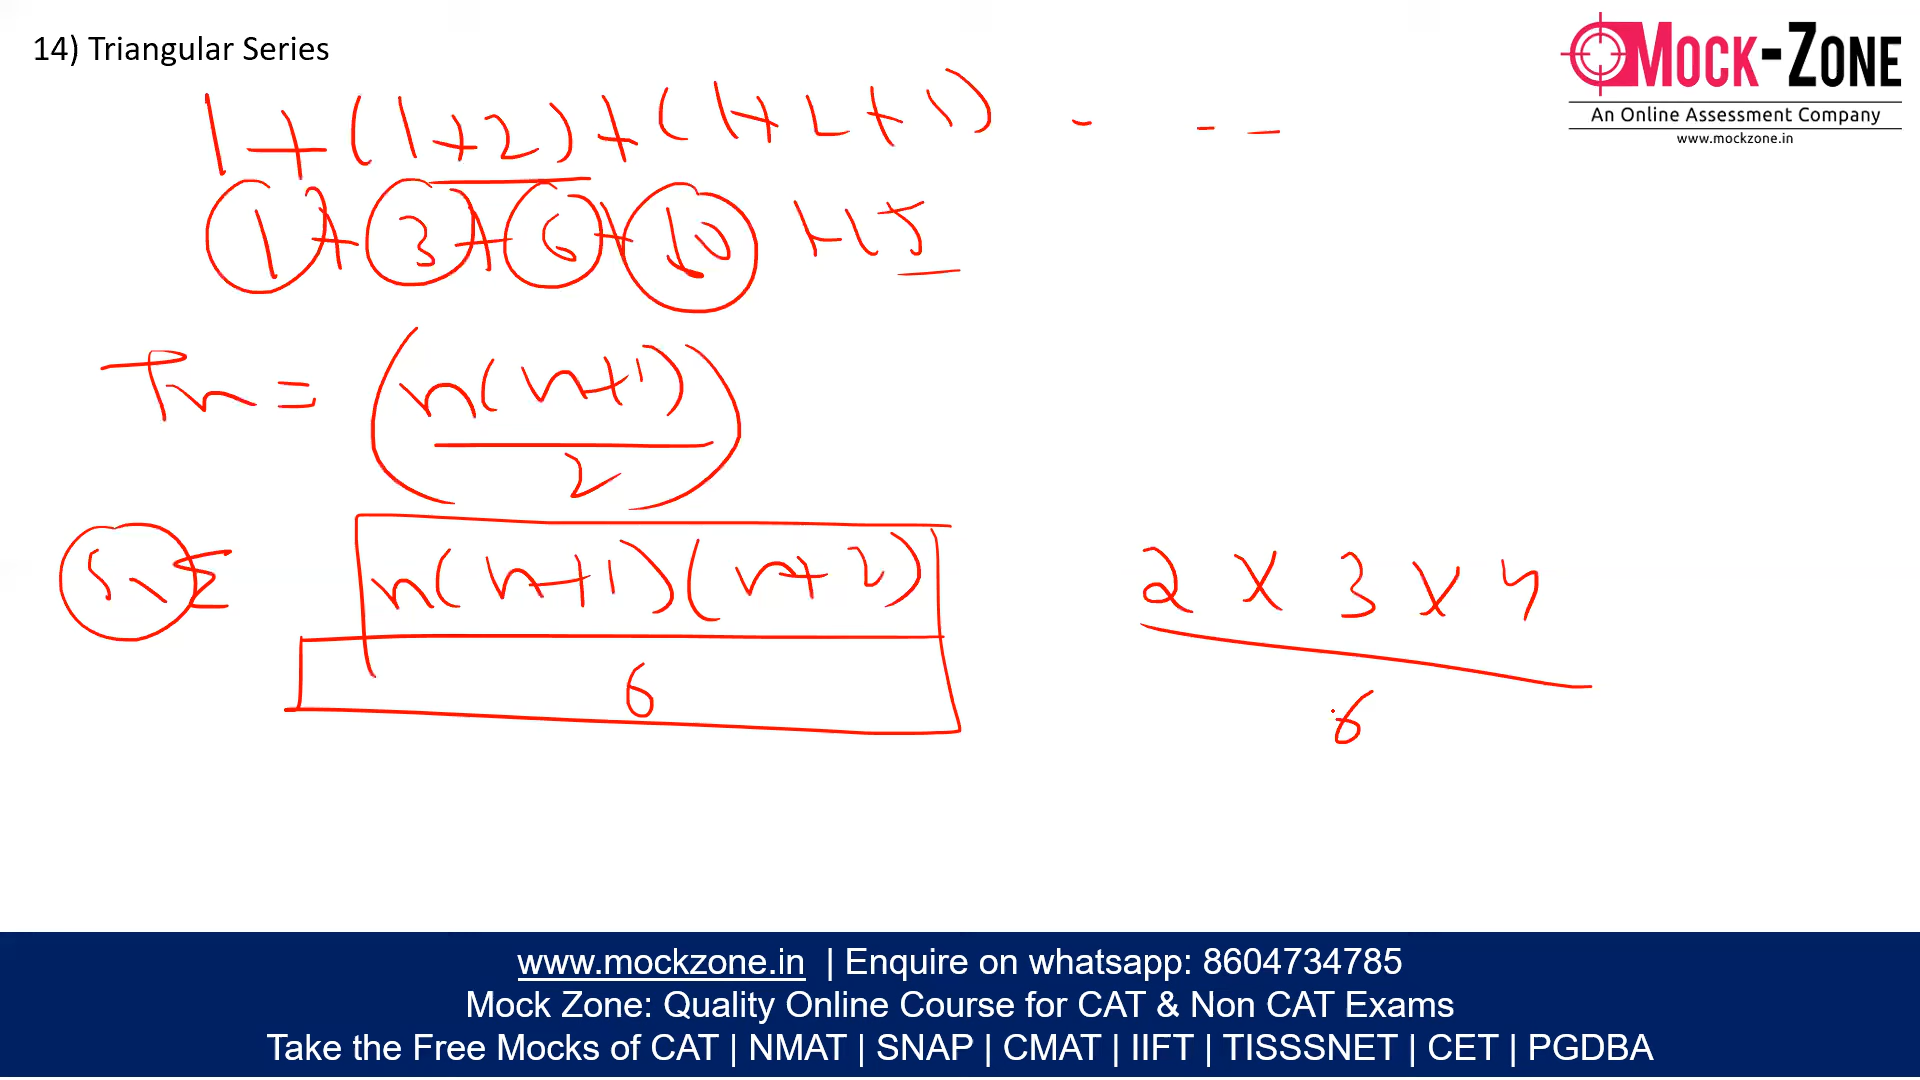 14) Triangular Series
MOCK-ZONE
An Online Assessment Company
www.mockzone.in
1 + (1+2) + (1+2+1) - - -
1 + 3 + 6 + 10 + 15
Tn = (n(n+1)/2)
Sn Σ n(n+1)(n+2)
6
2 x 3 x 4
6
www.mockzone.in | Enquire on whatsapp: 8604734785
Mock Zone: Quality Online Course for CAT & Non CAT Exams
Take the Free Mocks of CAT | NMAT | SNAP | CMAT | IIFT | TISSSNET | CET | PGDBA